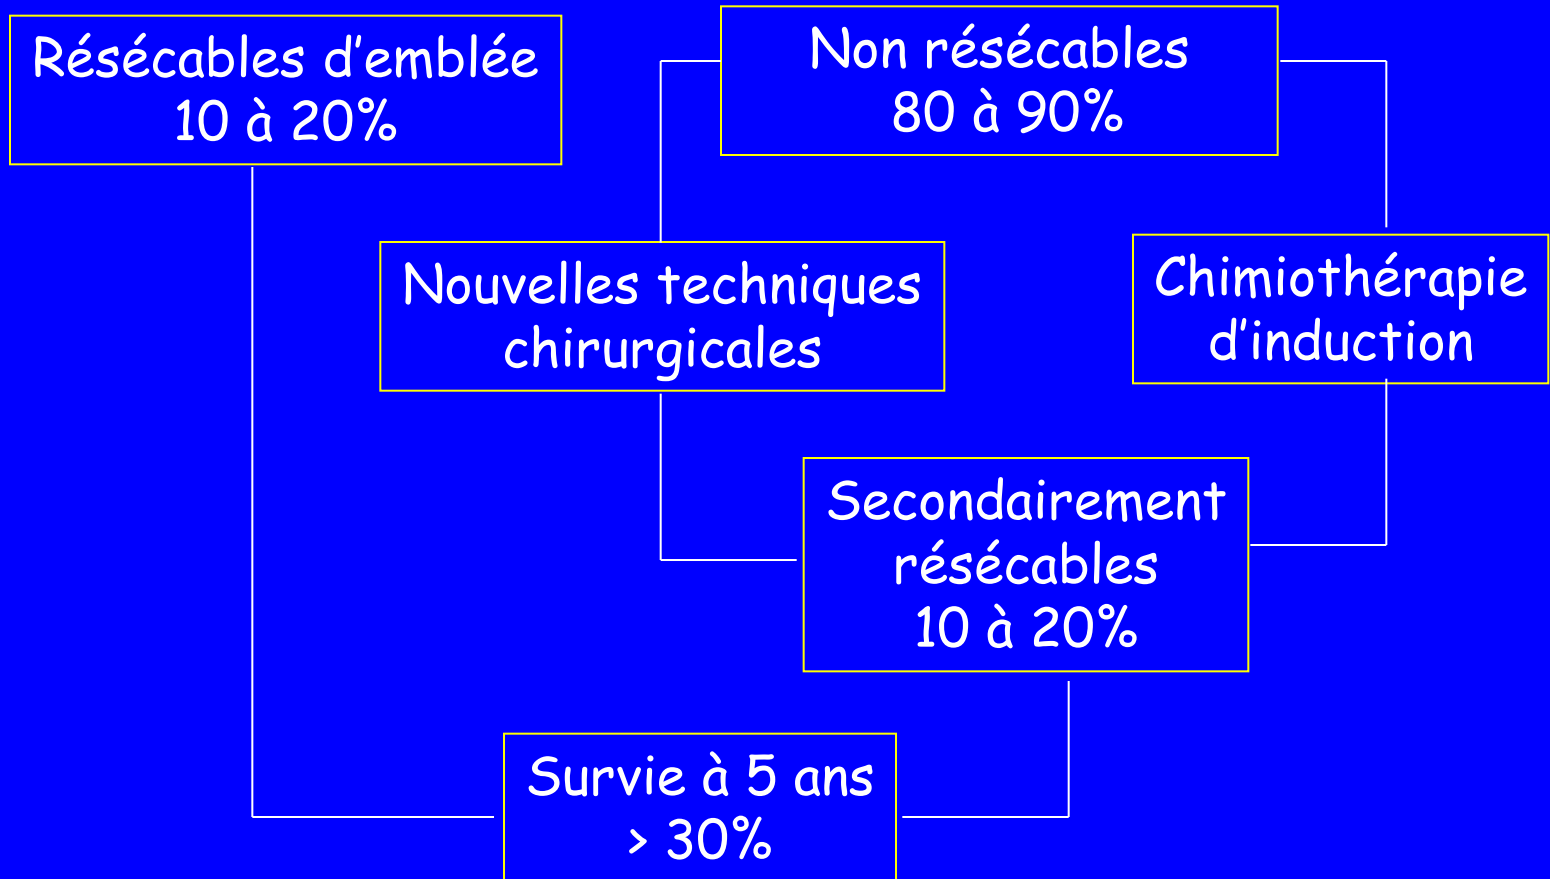 Résécables d’emblée
10 à 20%
Non résécables
80 à 90%
Nouvelles techniques
chirurgicales
Chimiothérapie
d’induction
Secondairement
résécables
10 à 20%
Survie à 5 ans
> 30%